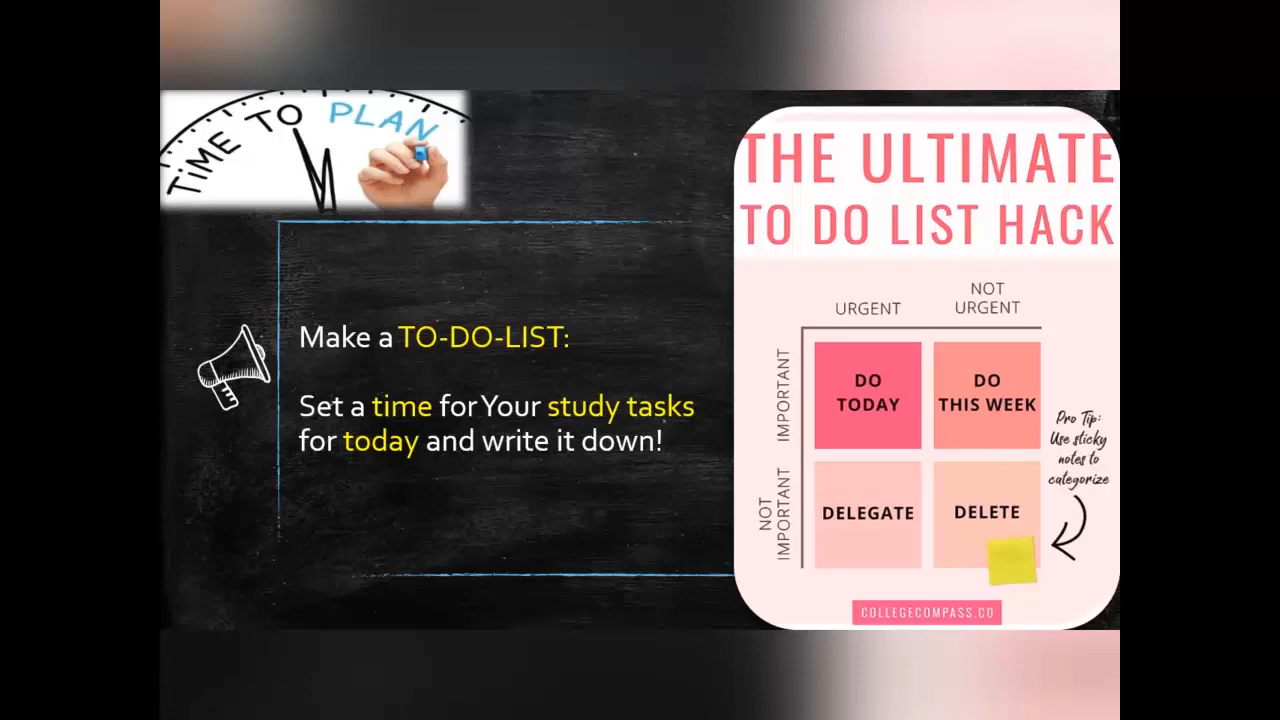 TiME TO PLAN
Make a TO-DO-LIST:
Set a time for Your study tasks
for today and write it down!
THE ULTIMATE
TO DO LIST HACK
URGENT
NOT
URGENT
IMPORTANT
DO
TODAY
DO
THIS WEEK
NOT
IMPORTANT
DELEGATE
DELETE
Pro Tip:
Use sticky
notes to
categorize
COLLEGECOMPASS.CO